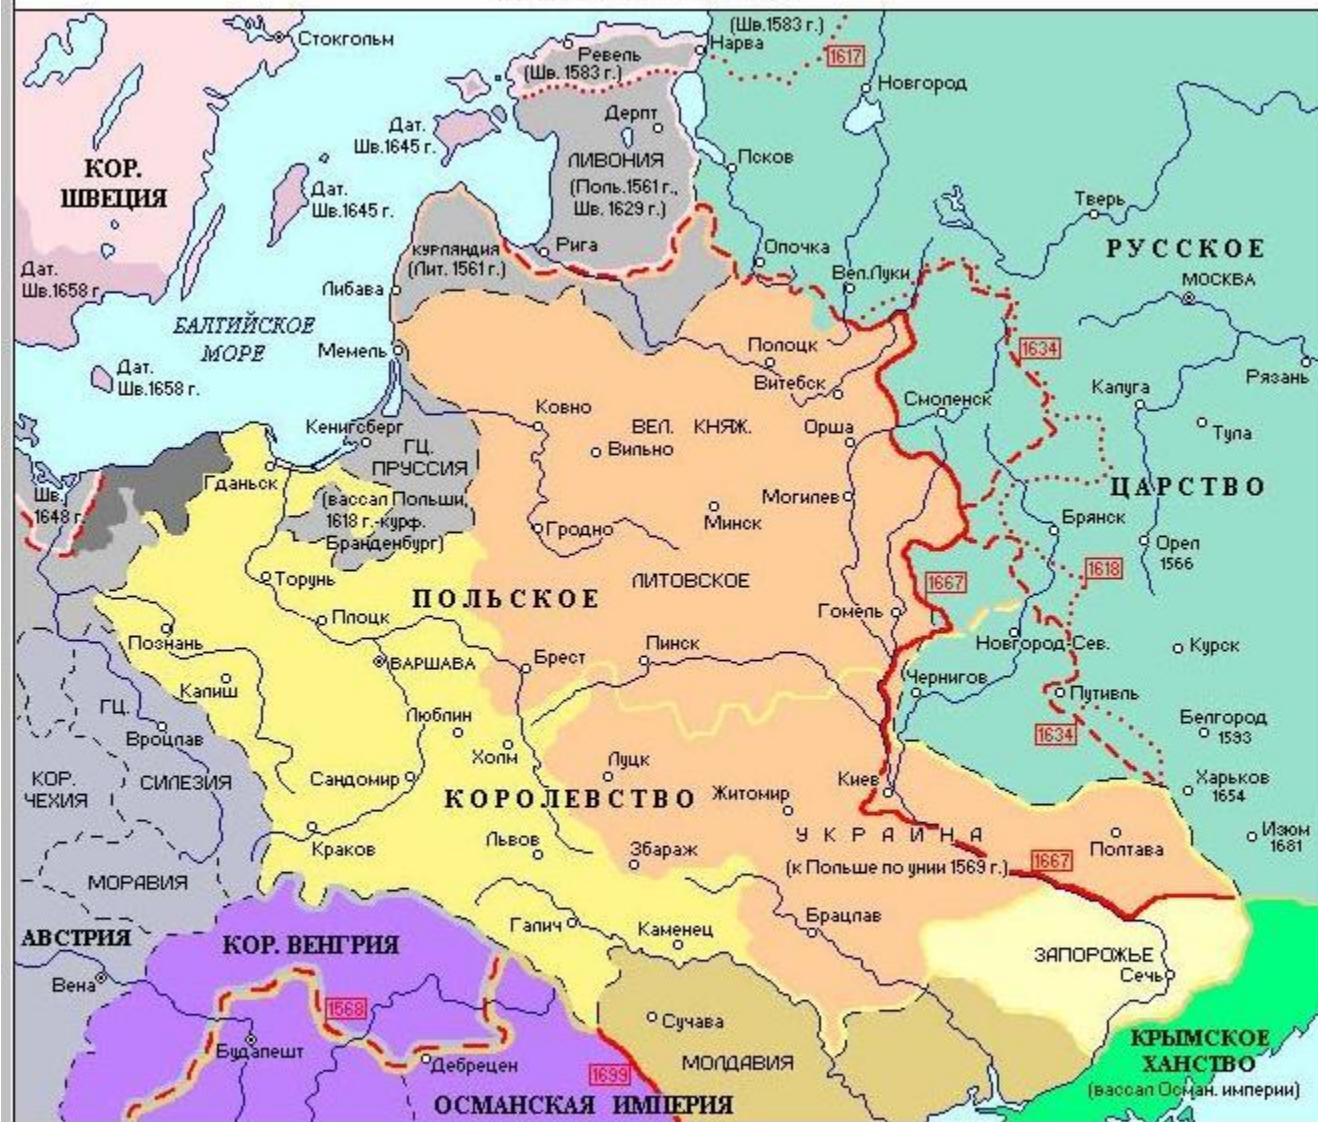 (Шв.1583 г.)
Стокгольм
Нарва
Ревель
(Шв. 1583 г.)
1617
Новгород
Дерпт
Дат.
Шв.1645 г.
ЛИВОНИЯ
(Поль.1561 г.,
Шв. 1629 г.)
Псков
КОР.
ШВЕЦИЯ
Дат.
Шв.1645 г.
Тверь
КУРЛЯНДИЯ
(Лит. 1561 г.)
Рига
Опочка
РУССКОЕ
Дат.
Шв.1658 г
Вел.Луки
МОСКВА
Либава
БАЛТИЙСКОЕ
МОРЕ
Мемель
Полоцк
1634
Дат.
Шв.1658 г.
Витебск
Рязань
Калуга
Смоленск
Ковно
ВЕЛ. КНЯЖ.
Орша
Кенигсберг
Вильно
Тула
ГЦ.
ПРУССИЯ
Гданьск
Шв.
1648 г.
(вассал Польши,
1618 г.-курф.
Бранденбург)
Могилев
ЦАРСТВО
Минск
Гродно
Брянск
Орел
1566
Торунь
ЛИТОВСКОЕ
1667
1618
ПОЛЬСКОЕ
Плоцк
Гомель
Познань
Пинск
Новгород-Сев.
Курск
ВАРШАВА
Брест
Калиш
Чернигов
Путивль
ГЦ.
Вроцлав
Люблин
Белгород
1593
1634
Холм
Луцк
КОР.
ЧЕХИЯ
СИЛЕЗИЯ
Сандомир
Киев
Харьков
1654
КОРОЛЕВСТВО
Житомир
УКРАИНА
Изюм
1681
Краков
Львов
Збараж
Полтава
(к Польше по унии 1569 г.)
1667
МОРАВИЯ
Галич
Каменец
Брацлав
АВСТРИЯ
КОР. ВЕНГРИЯ
ЗАПОРОЖЬЕ
Сечь
Вена
1568
Сучава
Будапешт
Дебрецен
МОЛДАВИЯ
КРЫМСКОЕ
ХАНСТВО
(вассал Осман. империи)
1699
ОСМАНСКАЯ ИМПЕРИЯ